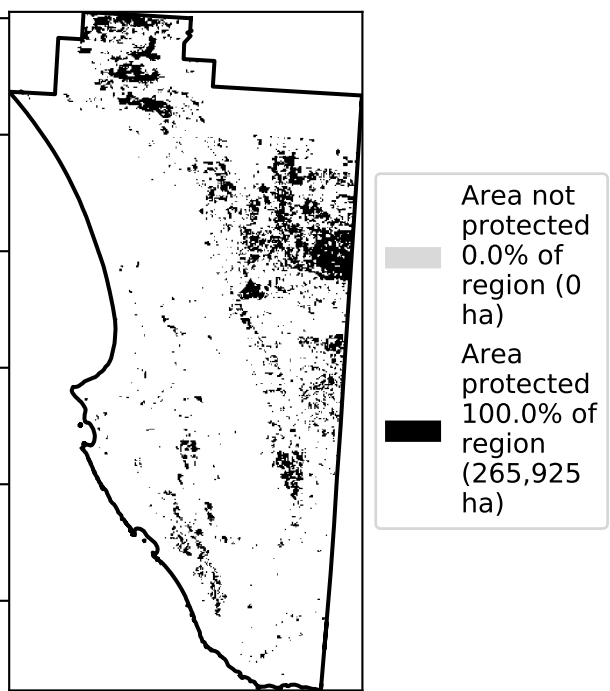 Area not
protected
0.0% of
region (0
ha)
Area
protected
100.0% of
region
(265,925
ha)